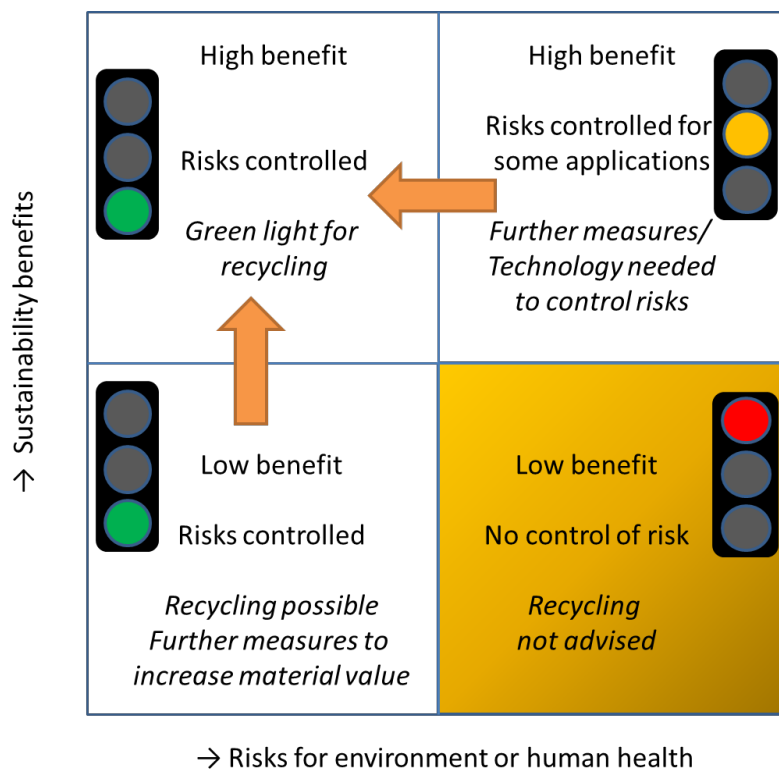 High benefit
Risks controlled
Green light for
recycling
High benefit
Risks controlled for
some applications
Further measures/
Technology needed
to control risks
Low benefit
Risks controlled
Recycling possible
Further measures to
increase material value
Low benefit
No control of risk
Recycling
not advised
→ Sustainability benefits
→ Risks for environment or human health